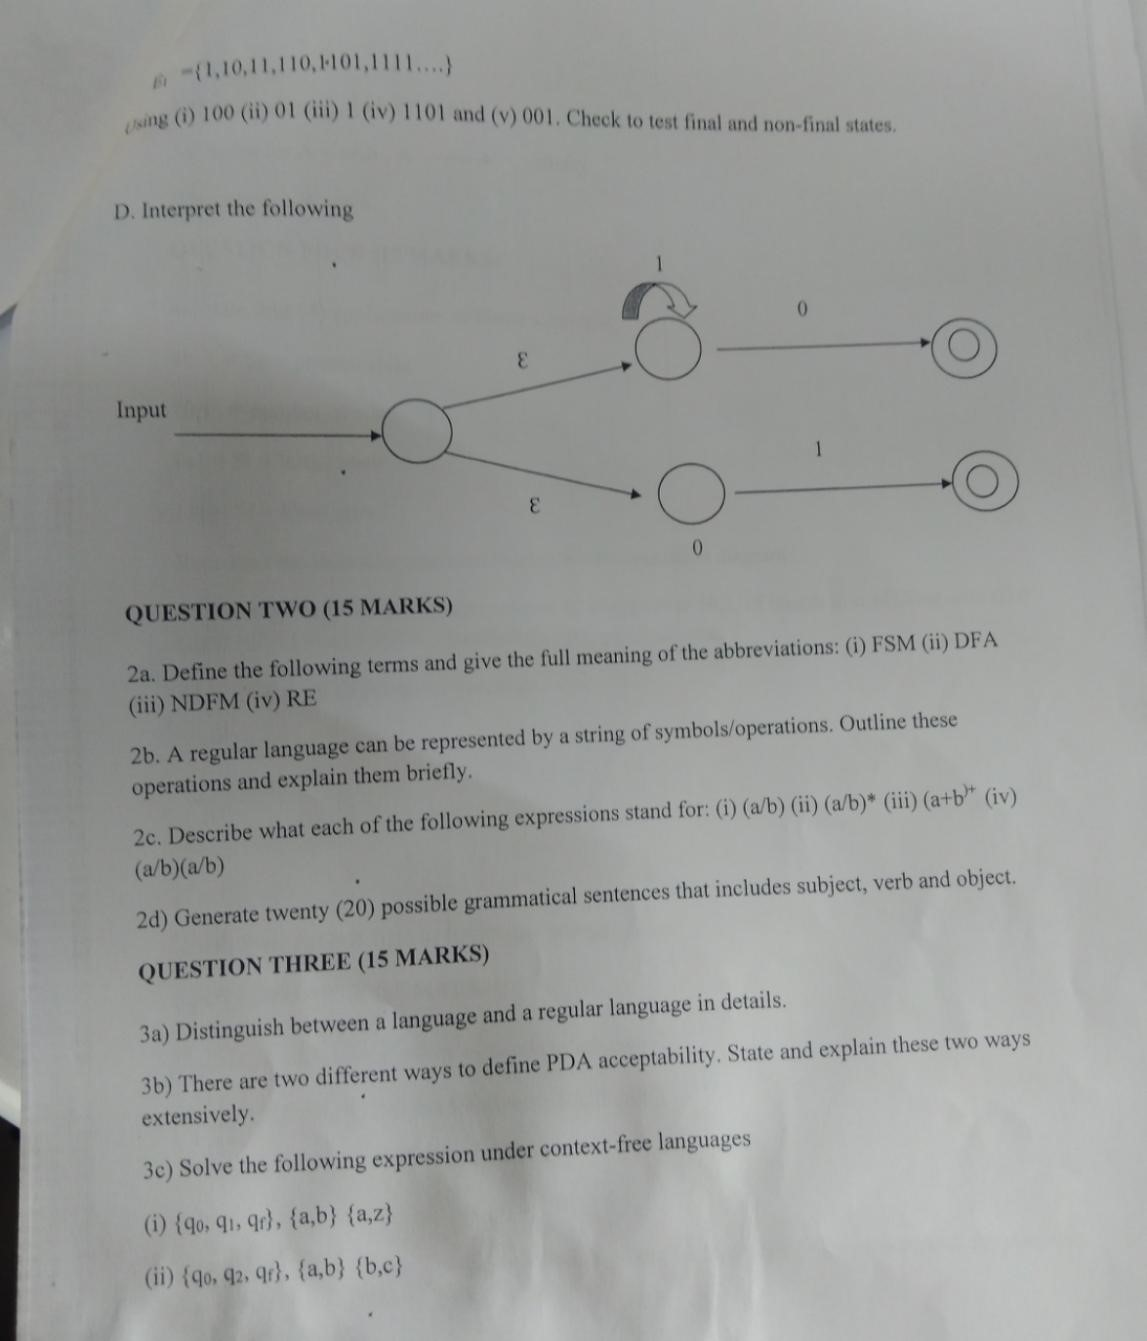 ={1,10,11,110,1101,1111....}
using (i) 100 (ii) 01 (iii) 1 (iv) 1101 and (v) 001. Check to test final and non-final states.
D. Interpret the following
1
0
ε
Input
1
ε
0
QUESTION TWO (15 MARKS)
2a. Define the following terms and give the full meaning of the abbreviations: (i) FSM (ii) DFA
(iii) NDFM (iv) RE
2b. A regular language can be represented by a string of symbols/operations. Outline these
operations and explain them briefly.
2c. Describe what each of the following expressions stand for: (i) (a/b) (ii) (a/b)* (iii) (a+b)+ (iv)
(a/b)(a/b)
2d) Generate twenty (20) possible grammatical sentences that includes subject, verb and object.
QUESTION THREE (15 MARKS)
3a) Distinguish between a language and a regular language in details.
3b) There are two different ways to define PDA acceptability. State and explain these two ways
extensively.
3c) Solve the following expression under context-free languages
(i) {q0, q1, qf}, {a,b} {a,z}
(ii) {q0, q2, qf}, {a,b} {b,c}